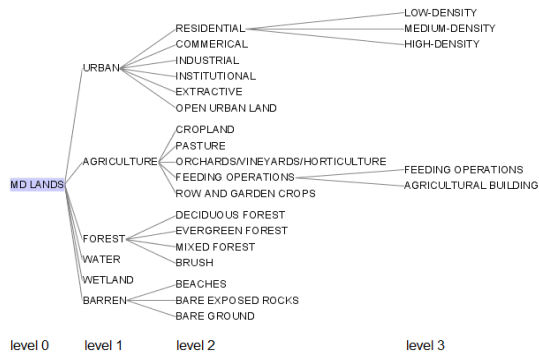 LOW-DENSITY
RESIDENTIAL MEDIUM-DENSITY
COMMERICAL HIGH-DENSITY
URBAN INDUSTRIAL
INSTITUTIONAL
EXTRACTIVE
OPEN URBAN LAND
CROPLAND
PASTURE
AGRICULTURE ORCHARDS/VINEYARDS/HORTICULTURE
FEEDING OPERATIONS FEEDING OPERATIONS
MD LANDS AGRICULTURAL BUILDING
ROW AND GARDEN CROPS
DECIDUOUS FOREST
EVERGREEN FOREST
FOREST MIXED FOREST
WATER BRUSH
WETLAND
BEACHES
BARREN BARE EXPOSED ROCKS
BARE GROUND
level 0 level 1 level 2 level 3